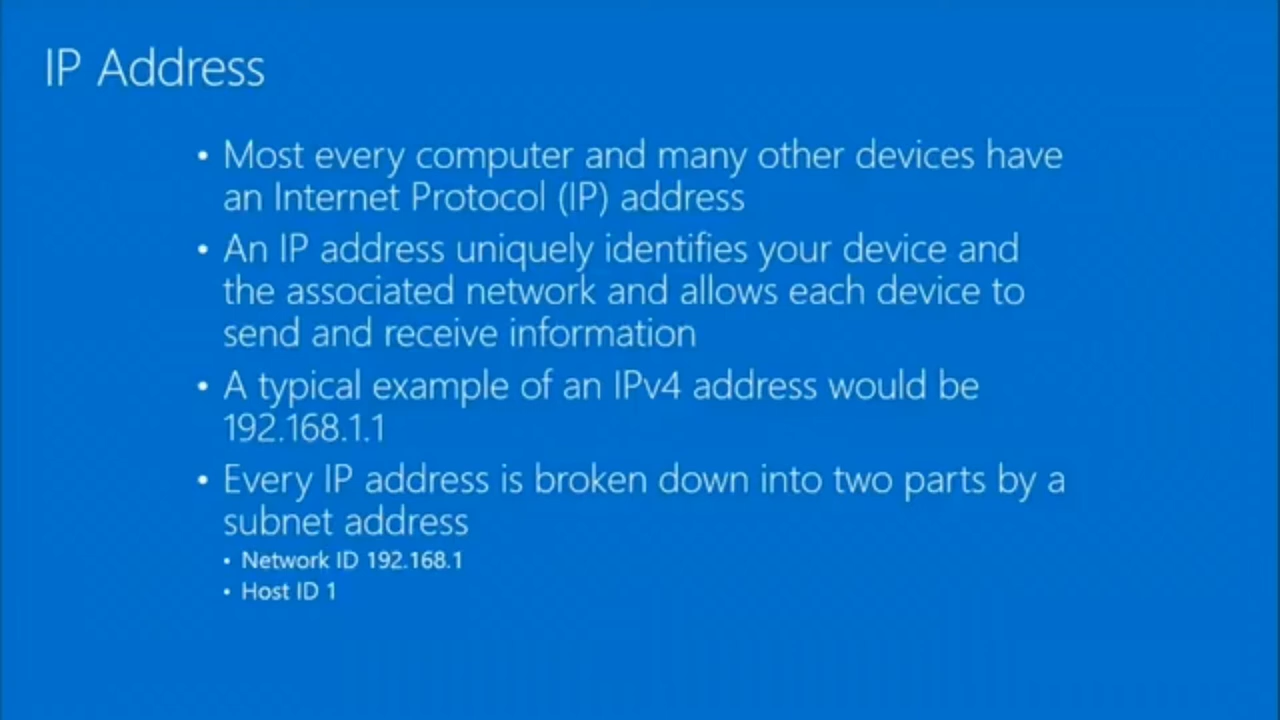 IP Address
• Most every computer and many other devices have
an Internet Protocol (IP) address
• An IP address uniquely identifies your device and
the associated network and allows each device to
send and receive information
• A typical example of an IPv4 address would be
192.168.1.1
• Every IP address is broken down into two parts by a
subnet address
• Network ID 192.168.1
• Host ID 1